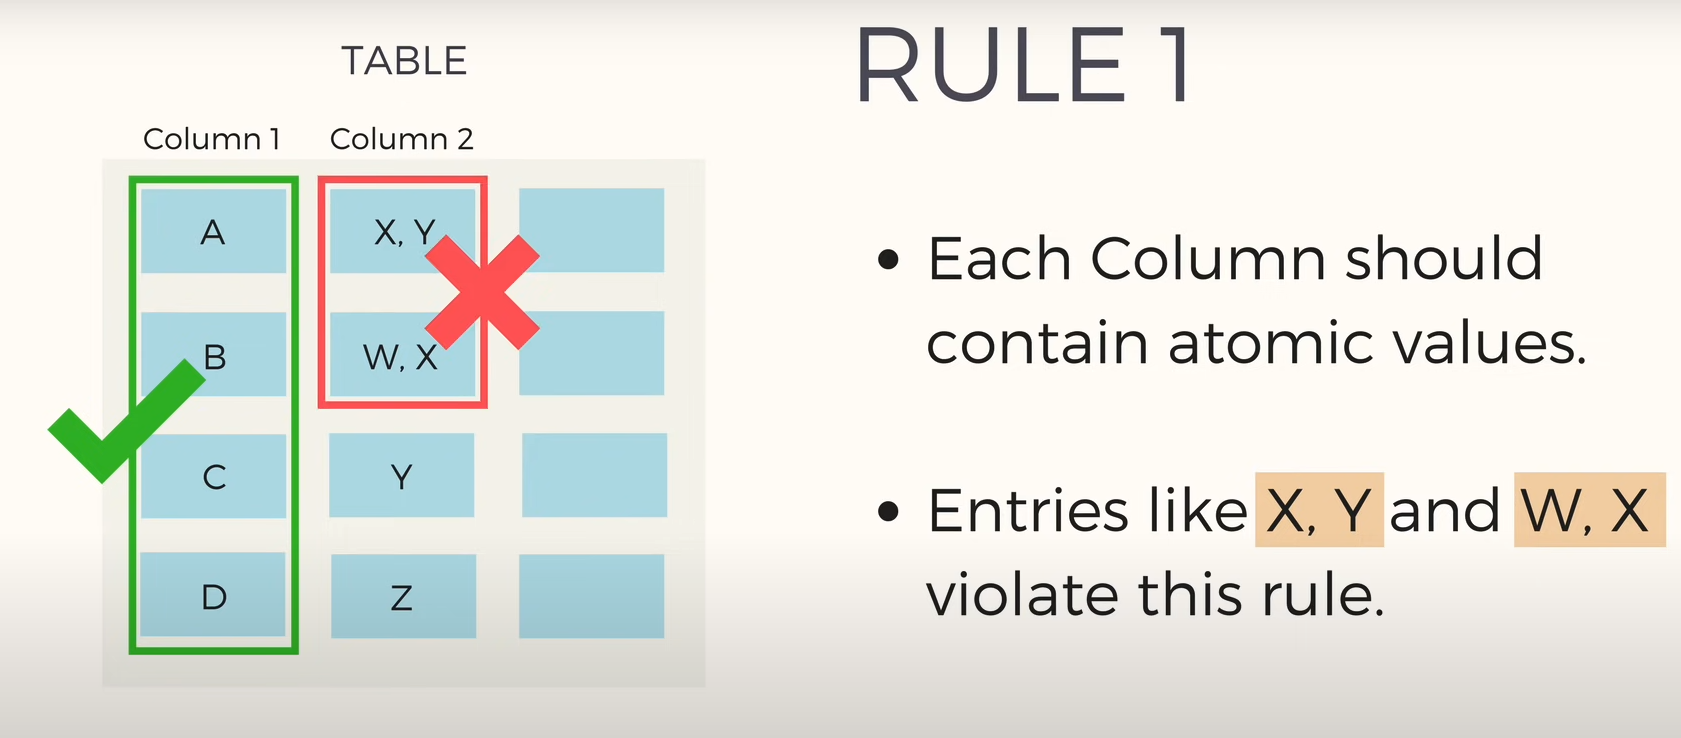 TABLE
Column 1 Column 2
A X, Y
B W, X
C Y
D Z
RULE 1
• Each Column should
contain atomic values.
• Entries like X, Y and W, X
violate this rule.